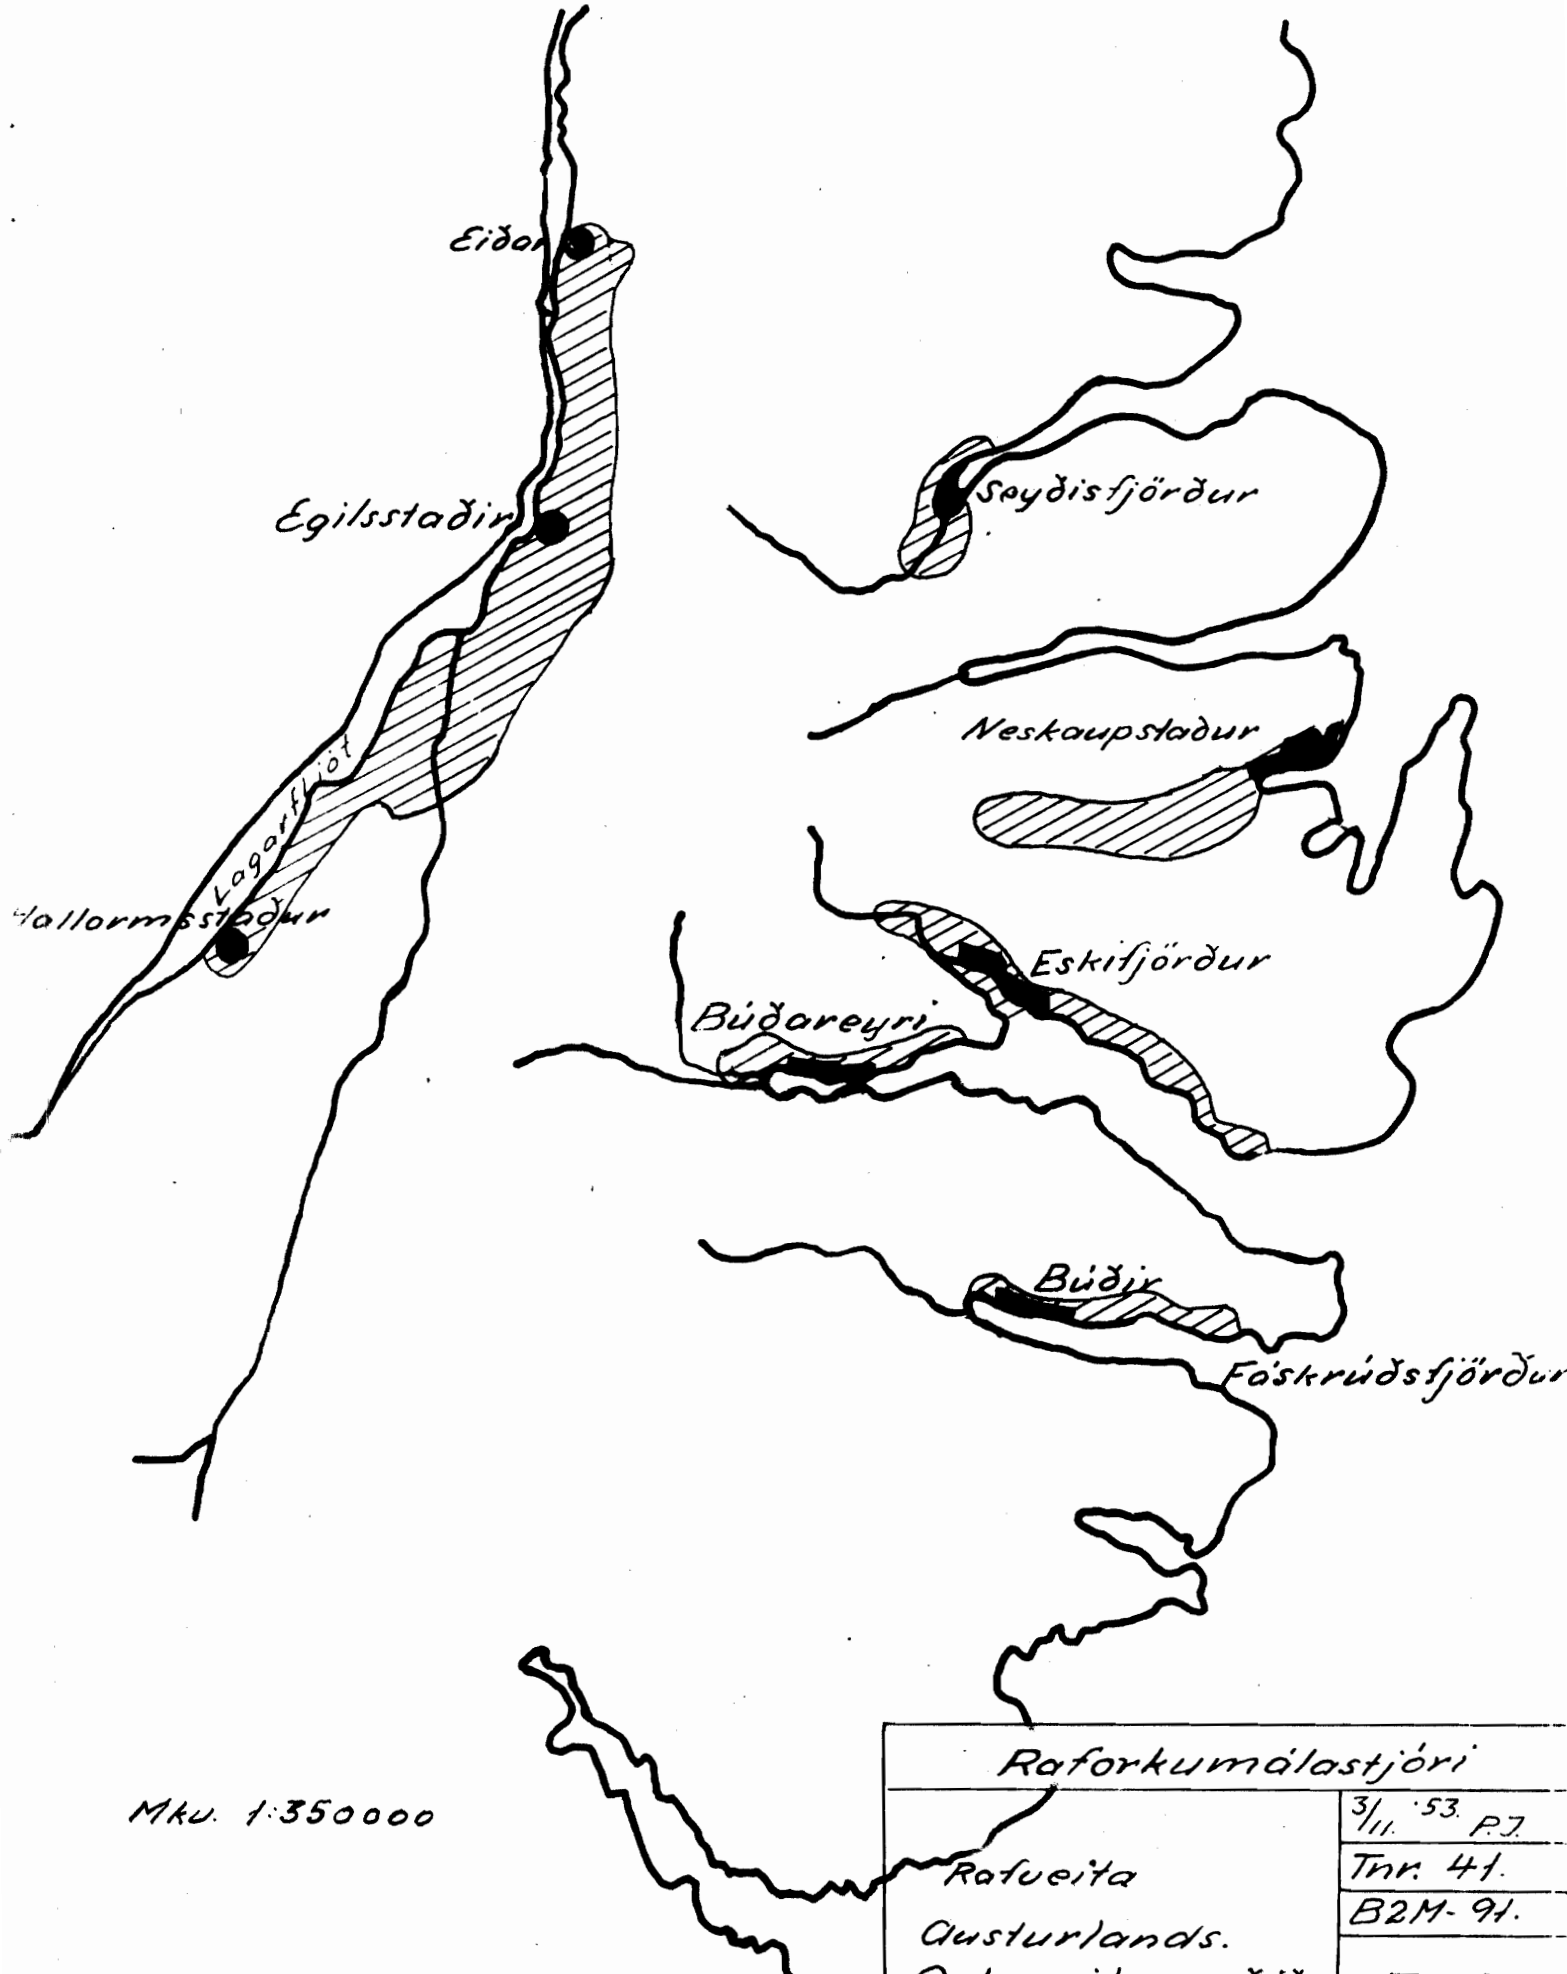 Eiðar
Seyðisfjörður
Egilsstaðir
Neskaupstaður
Lagarfljót
Hallormsstaður
Eskifjörður
Búðareyri
Búðir
Fáskrúðsfjörður
Raforkumálastjóri
Mkv. 1:350000
3/11. '53. P.J.
Rafveita
Tnr. 41.
B2M-91.
Austurlands.